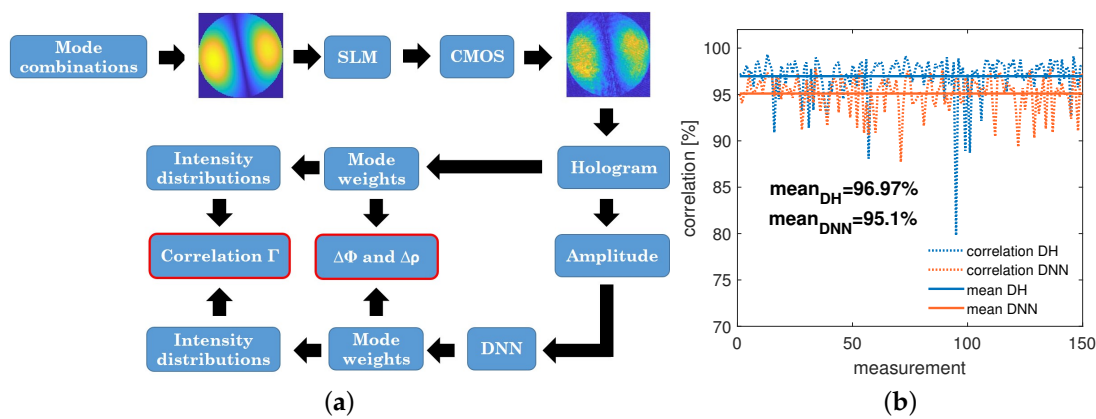 Mode
combinations
SLM
CMOS
Hologram
Intensity
distributions
Mode
weights
Correlation Γ
ΔΦ and Δρ
Amplitude
Intensity
distributions
Mode
weights
DNN
(a)
100
95
90
85
80
75
70
correlation [%]
mean_DH=96.97%
mean_DNN=95.1%
correlation DH
correlation DNN
mean DH
mean DNN
0 50 100 150
measurement
(b)